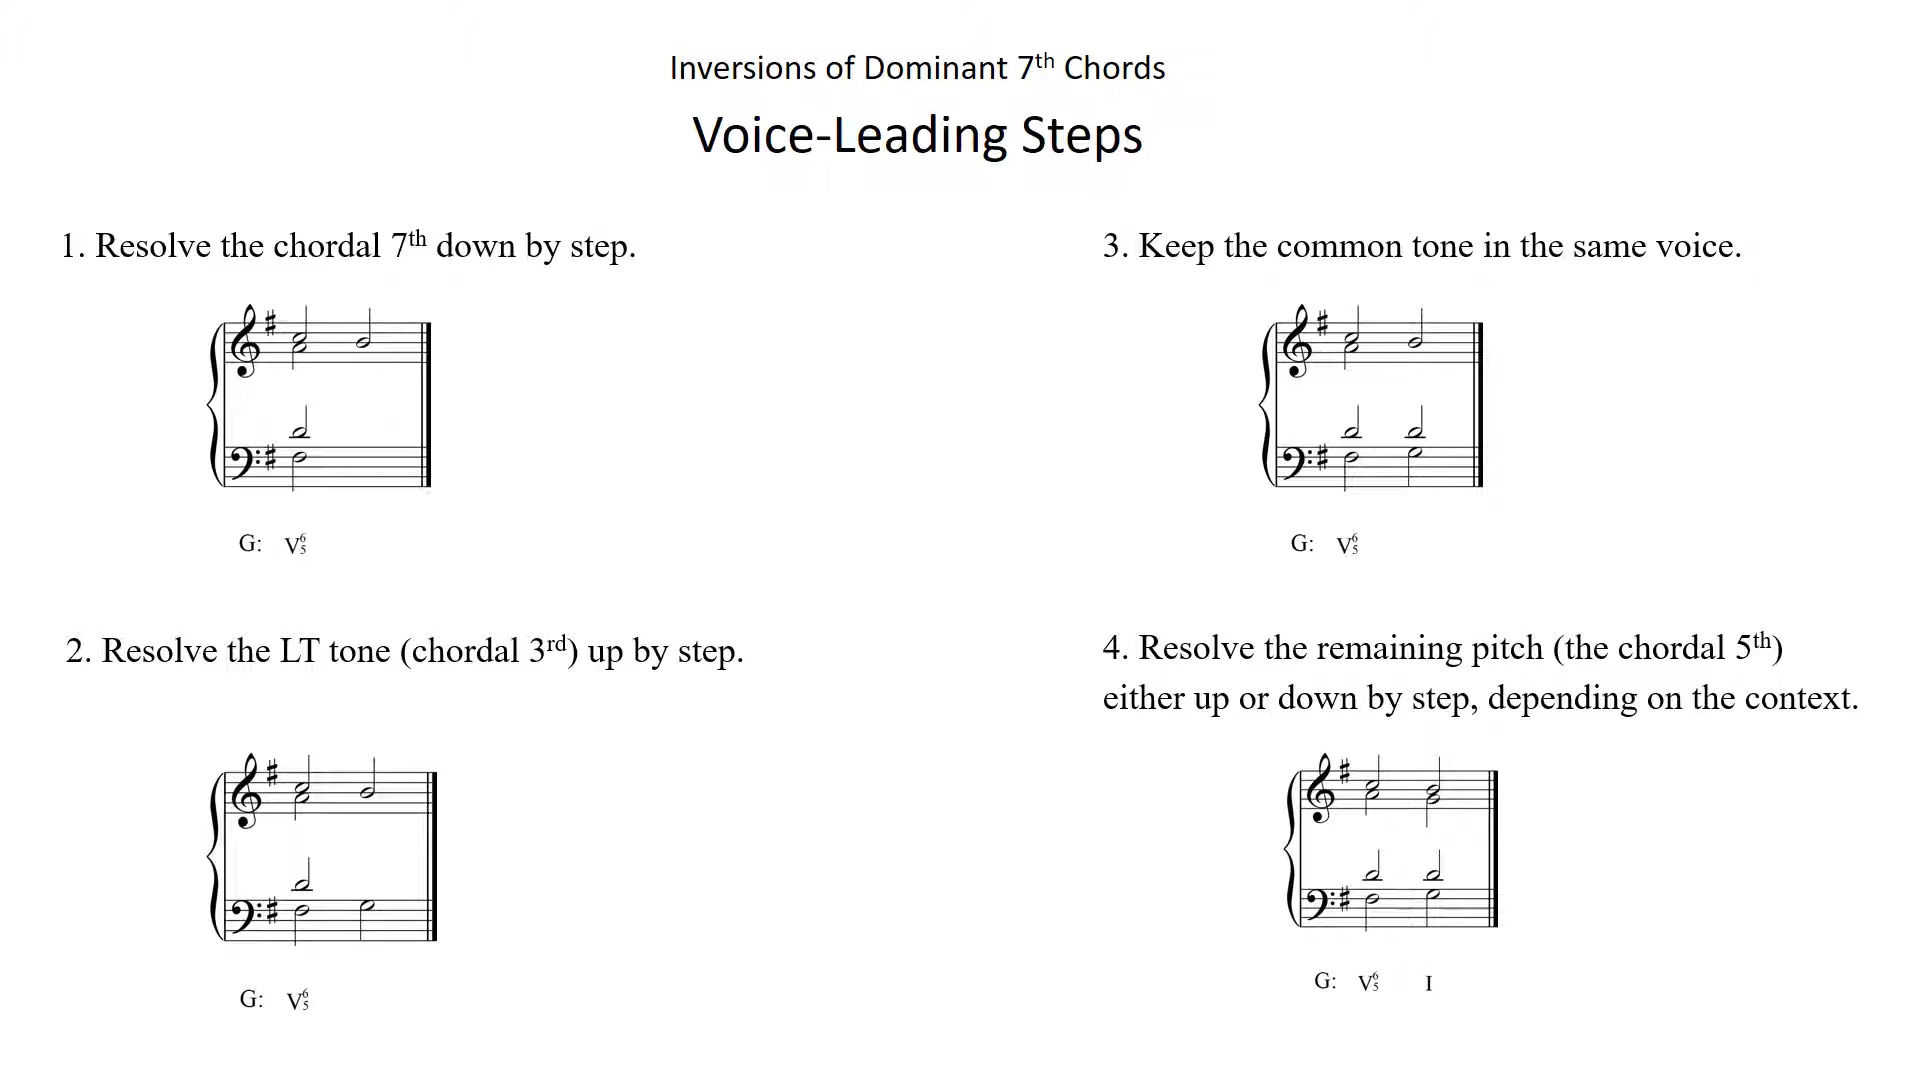 Inversions of Dominant 7th Chords
Voice-Leading Steps
1. Resolve the chordal 7th down by step.
G: V6/5
2. Resolve the LT tone (chordal 3rd) up by step.
G: V6/5
3. Keep the common tone in the same voice.
G: V6/5
4. Resolve the remaining pitch (the chordal 5th)
either up or down by step, depending on the context.
G: V6/5 I